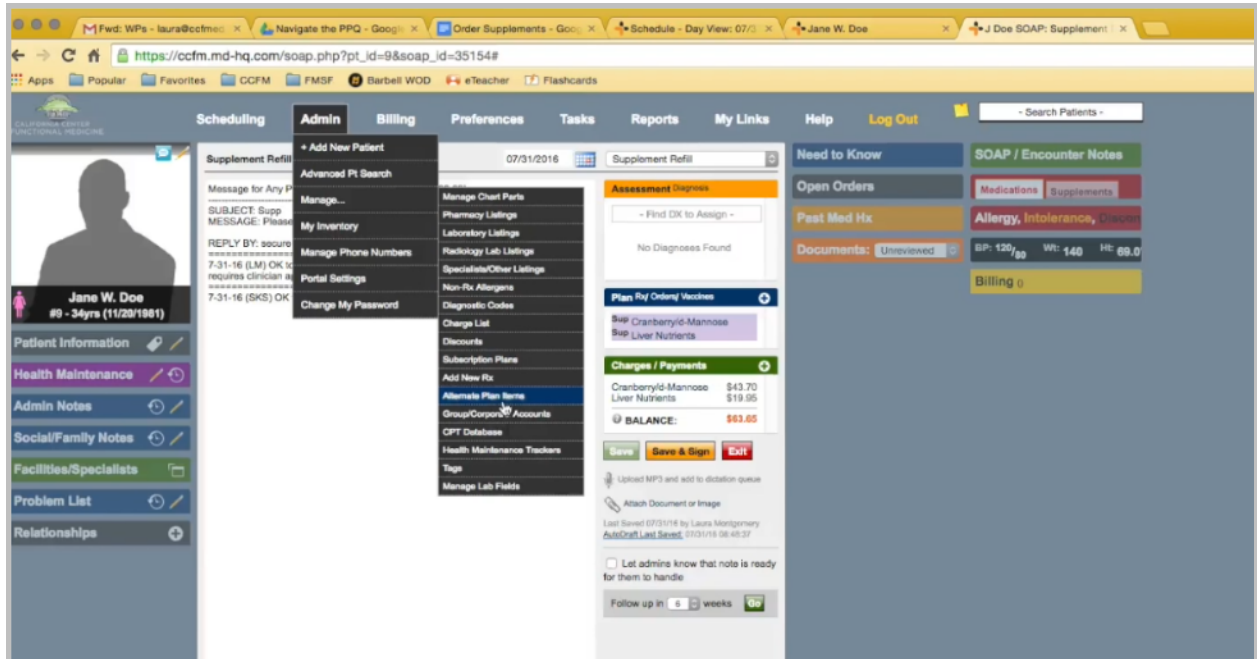 Fwd: WPs - laura@ccfmed.
Navigate the PPQ - Google
Order Supplements - Goog
Schedule - Day View: 07/3
Jane W. Doe
J Doe SOAP: Supplement
https://ccfm.md-hq.com/soap.php?pt_id=9&soap_id=35154#
Apps Popular Favorites CCFM FMSF Barbell WOD eTeacher Flashcards
CALIFORNIA CENTER
FUNCTIONAL MEDICINE
Scheduling Admin Billing Preferences Tasks Reports My Links Help Log Out
- Search Patients -
Jane W. Doe
#9 - 34yrs (11/20/1981)
Patient Information
Health Maintenance
Admin Notes
Social/Family Notes
Facilities/Specialists
Problem List
Relationships
Supplement Refill
07/31/2016
Supplement Refill
Message for Any P
SUBJECT: Supp
MESSAGE: Please
REPLY BY: secure
7-31-16 (LM) OK to
requires clinician a
7-31-16 (SKS) OK
+ Add New Patient
Advanced Pt Search
Manage...
My Inventory
Manage Phone Numbers
Portal Settings
Change My Password
Manage Chart Parts
Pharmacy Listings
Laboratory Listings
Radiology Lab Listings
Specialists/Other Listings
Non-Rx Allergens
Diagnostic Codes
Charge List
Discounts
Subscription Plans
Add New Rx
Alternate Plan Items
Group/Corporate Accounts
CPT Database
Health Maintenance Trackers
Tags
Manage Lab Fields
Assessment Diagnosis
- Find DX to Assign -
No Diagnoses Found
Plan Rx/ Orders/ Vaccines
Sup Cranberry/d-Mannose
Sup Liver Nutrients
Charges / Payments
Cranberry/d-Mannose $43.70
Liver Nutrients $19.95
BALANCE: $63.65
Save Save & Sign Exit
Upload MP3 and add to dictation queue
Attach Document or Image
Last Saved 07/31/16 by Laura Montgomery
AutoDraft Last Saved: 07/31/16 08:48:37
Let admins know that note is ready
for them to handle
Follow up in 6 weeks Go
Need to Know
Open Orders
Past Med Hx
Documents: Unreviewed
SOAP / Encounter Notes
Medications Supplements
Allergy, Intolerance,
BP: 120/80 Wt: 140 Ht: 69.0
Billing ()